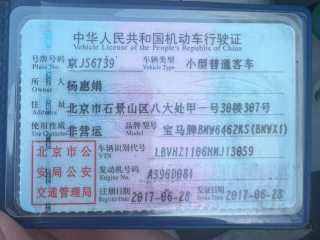 中华人民共和国机动车行驶证
Vehicle License of the People's Republic of China
号牌号码 京JS6739 车辆类型 小型普通客车
Plate No. Vehicle Type
所有人 杨惠娟
Owner
住址 北京市石景山区八大处甲一号30楼307号
Address
使用性质 非营运 品牌型号 宝马牌BMW6462KS(BMWX1)
北京市公安局公安交通管理局
车辆识别代号 LBVHZ1106HMJ13059
VIN
发动机号码 A396D081
Engine No.
注册日期 2017-06-28 发证日期 2017-06-28
Register Date Issue Date